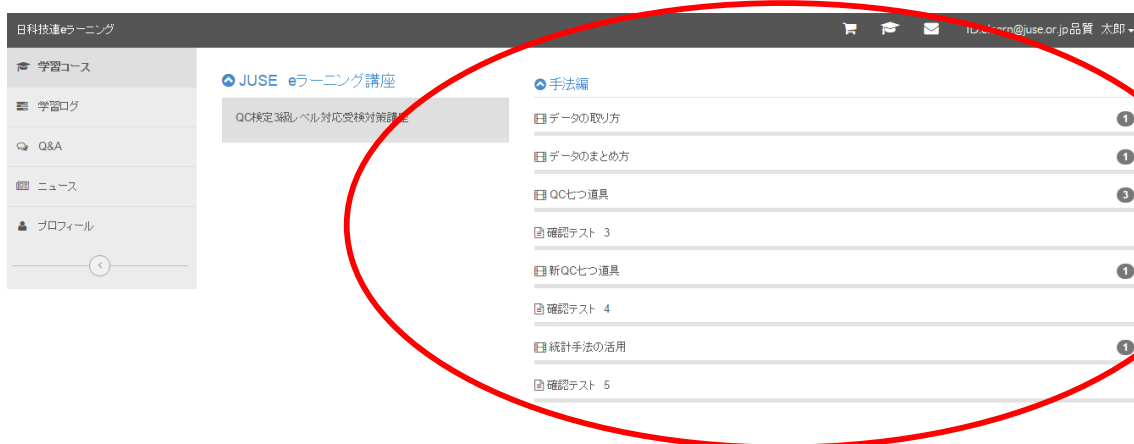 日科技連eラーニング
@juse.or.jp品質 太郎
学習コース
学習ログ
Q&A
ニュース
プロフィール
JUSE eラーニング講座
QC検定3級レベル対応受検対策講座
手法編
データの取り方 1
データのまとめ方 1
QC七つ道具 3
確認テスト 3
新QC七つ道具 1
確認テスト 4
統計手法の活用 1
確認テスト 5